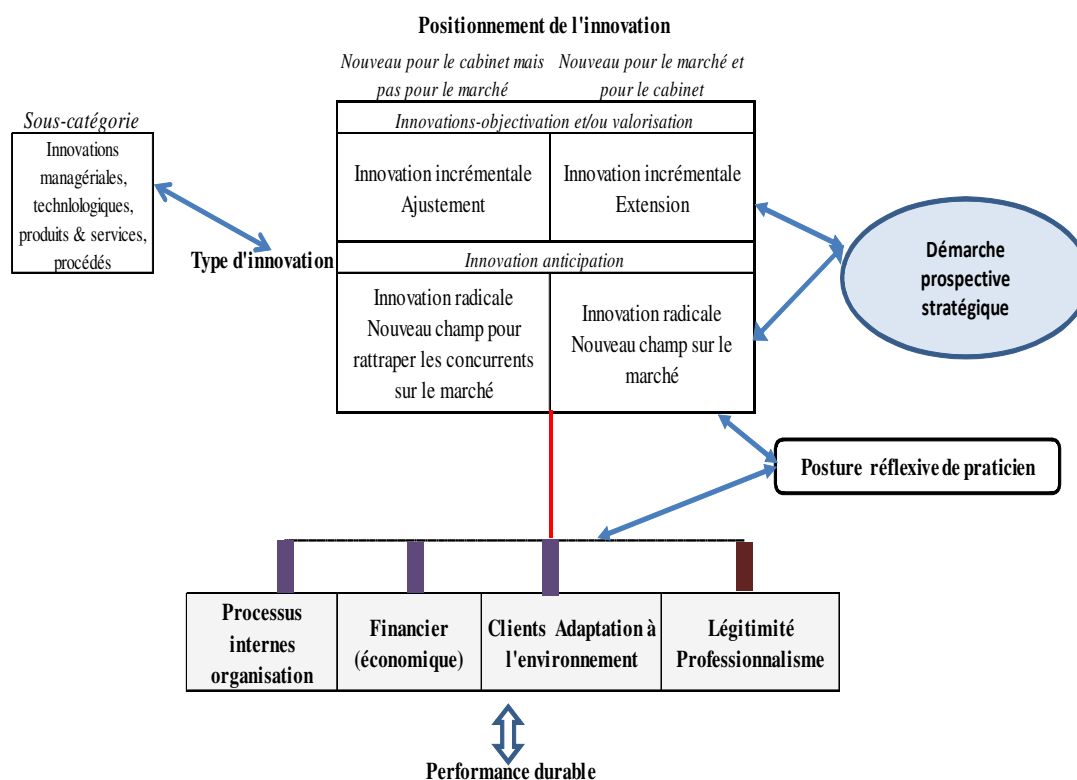 Positionnement de l'innovation
Nouveau pour le cabinet mais
pas pour le marché
Nouveau pour le marché et
pour le cabinet
Sous-catégorie
Innovations
managériales,
technlologiques,
produits & services,
procédés
Type d'innovation
Innovations-objectivation et/ou valorisation
Innovation incrémentale
Ajustement
Innovation incrémentale
Extension
Innovation anticipation
Innovation radicale
Nouveau champ pour
rattraper les concurrents
sur le marché
Innovation radicale
Nouveau champ sur le
marché
Démarche
prospective
stratégique
Posture réflexive de praticien
Processus
internes
organisation
Financier
(économique)
Clients Adaptation à
l'environnement
Légitimité
Professionnalisme
Performance durable